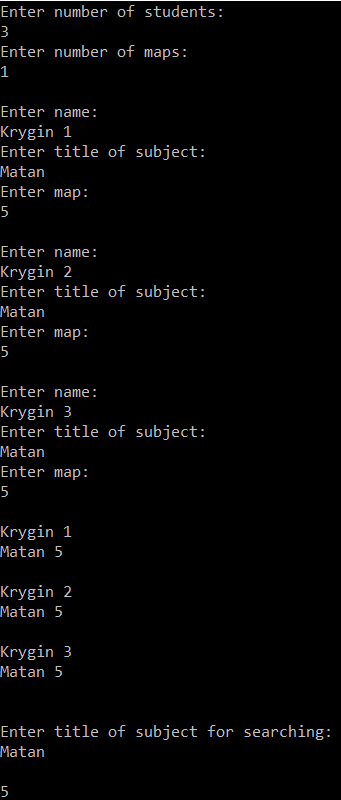 Enter number of students:
3
Enter number of maps:
1
Enter name:
Krygin 1
Enter title of subject:
Matan
Enter map:
5
Enter name:
Krygin 2
Enter title of subject:
Matan
Enter map:
5
Enter name:
Krygin 3
Enter title of subject:
Matan
Enter map:
5
Krygin 1
Matan 5
Krygin 2
Matan 5
Krygin 3
Matan 5
Enter title of subject for searching:
Matan
5